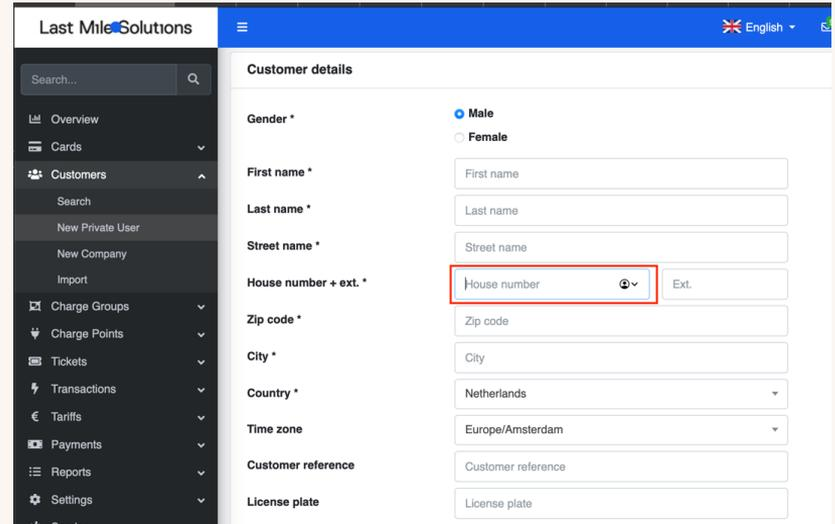 Last Mile Solutions
English
Search...
Overview
Cards
Customers
Search
New Private User
New Company
Import
Charge Groups
Charge Points
Tickets
Transactions
Tariffs
Payments
Reports
Settings
Customer details
Gender *
Male
Female
First name *
First name
Last name *
Last name
Street name *
Street name
House number + ext. *
House number
Ext.
Zip code *
Zip code
City *
City
Country *
Netherlands
Time zone
Europe/Amsterdam
Customer reference
Customer reference
License plate
License plate